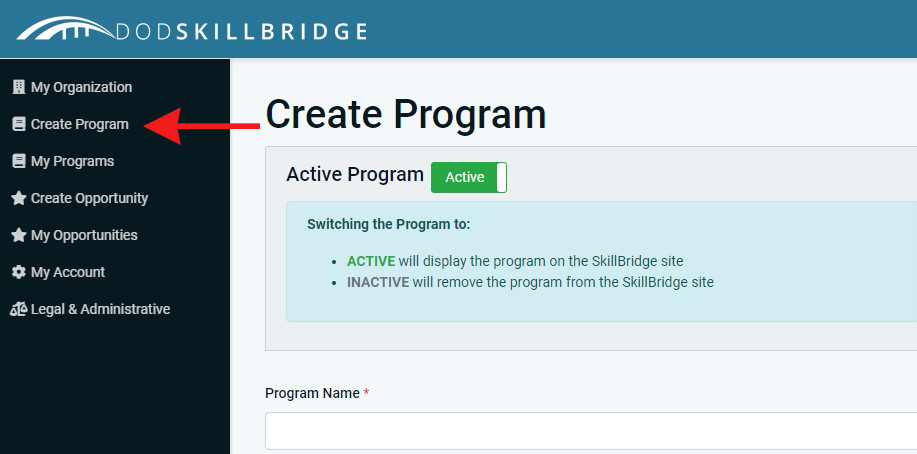 DODSKILLBRIDGE
My Organization
Create Program
My Programs
Create Opportunity
My Opportunities
My Account
Legal & Administrative
Create Program
Active Program Active
Switching the Program to:
• ACTIVE will display the program on the SkillBridge site
• INACTIVE will remove the program from the SkillBridge site
Program Name *